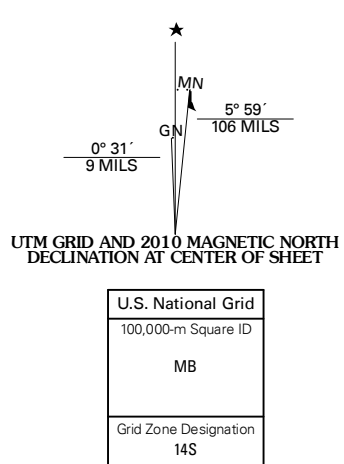 MN
5° 59´
106 MILS
GN
0° 31´
9 MILS
UTM GRID AND 2010 MAGNETIC NORTH
DECLINATION AT CENTER OF SHEET
U.S. National Grid
100,000-m Square ID
MB
Grid Zone Designation
14S